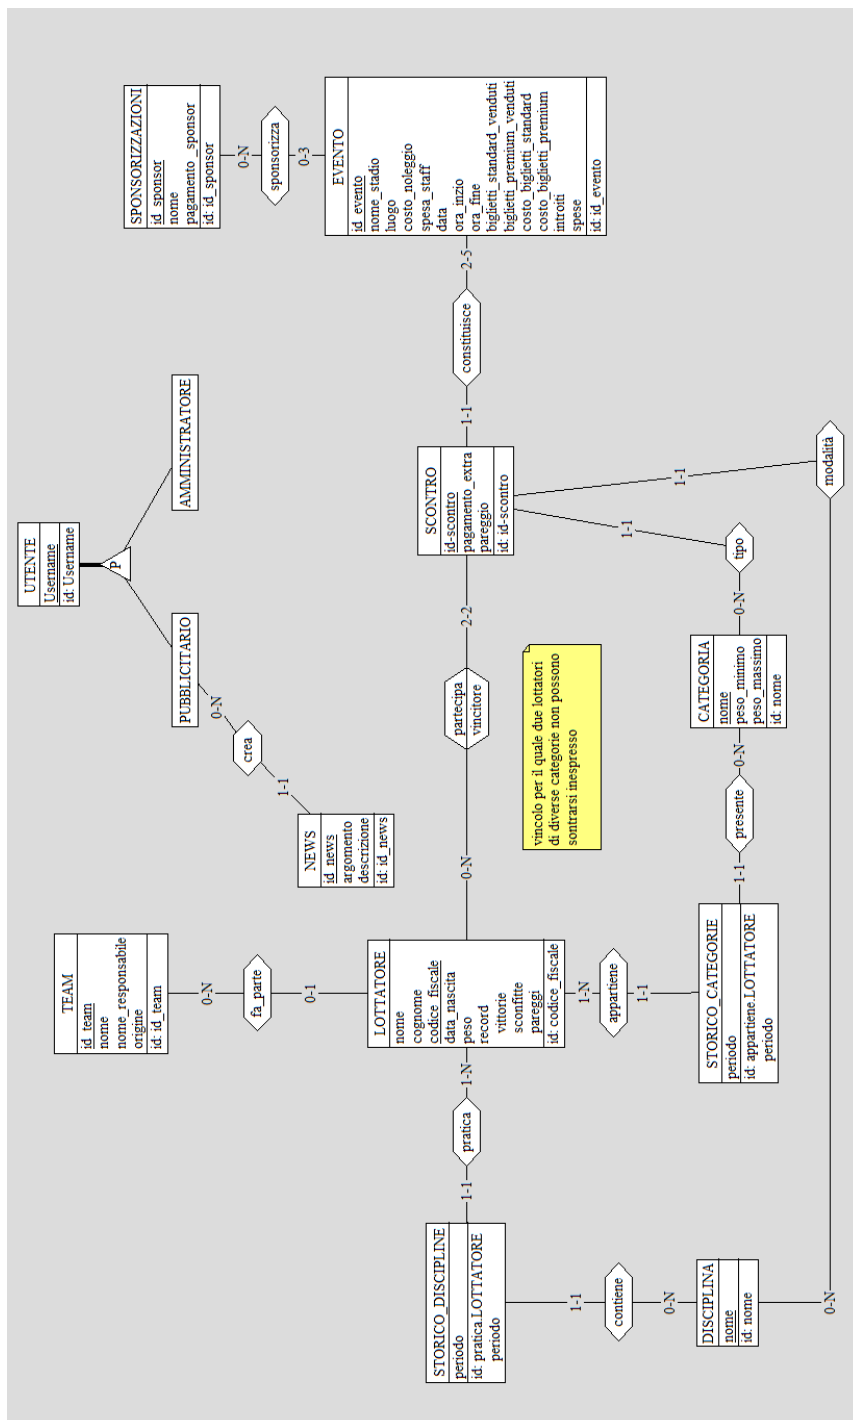 TEAM
id_team
nome
nome_responsabile
origine
id: id_team
0-N
fa_parte
0-1
UTENTE
Username
id: Username
P
PUBBLICITARIO
AMMINISTRATORE
0-N
crea
1-1
NEWS
id_news
argomento
descrizione
id: id_news
SPONSORIZZAZIONI
id_sponsor
nome
pagamento_sponsor
id: id_sponsor
0-N
sponsorizza
0-3
STORICO_DISCIPLINE
periodo
id: pratica.LOTTATORE
periodo
1-1
pratica
1-N
LOTTATORE
nome
cognome
codice_fiscale
data_nascita
peso
record
vittorie
sconfitte
pareggi
id: codice_fiscale
0-N
partecipa
vincitore
2-2
SCONTRO
id-scontro
pagamento_extra
pareggio
id: id-scontro
1-1
constituisce
2-5
EVENTO
id_evento
nome_stadio
luogo
costo_noleggio
spesa_staff
data
ora_inzio
ora_fine
biglietti_standard_venduti
biglietti_premium_venduti
costo_biglietti_standard
costo_biglietti_premium
introiti
spese
id: id_evento
vincolo per il quale due lottatori
di diverse categorie non possono
sontrarsi inespresso
1-1
contiene
0-N
DISCIPLINA
nome
id: nome
1-N
appartiene
1-1
STORICO_CATEGORIE
periodo
id: appartiene.LOTTATORE
periodo
1-1
presente
0-N
CATEGORIA
nome
peso_minimo
peso_massimo
id: nome
0-N
tipo
1-1
1-1
modalità
0-N